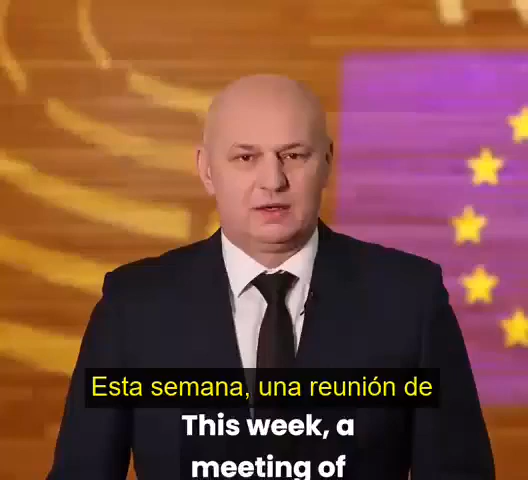 Esta semana, una reunión de
This week, a
meeting of